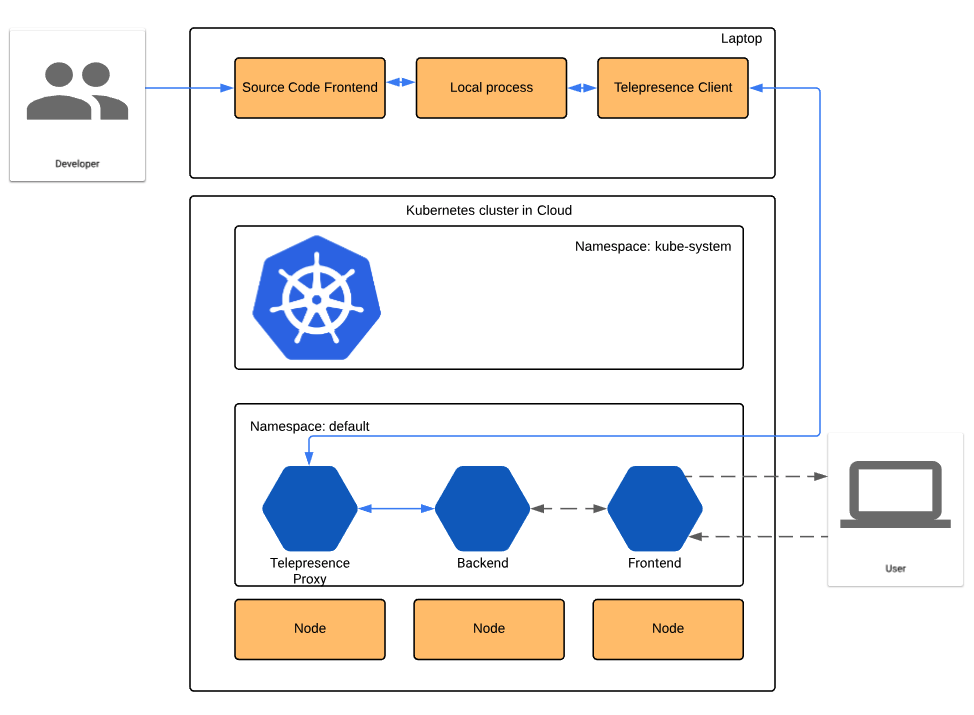 Laptop
Source Code Frontend
Local process
Telepresence Client
Developer
Kubernetes cluster in Cloud
Namespace: kube-system
Namespace: default
Telepresence
Proxy
Backend
Frontend
User
Node
Node
Node